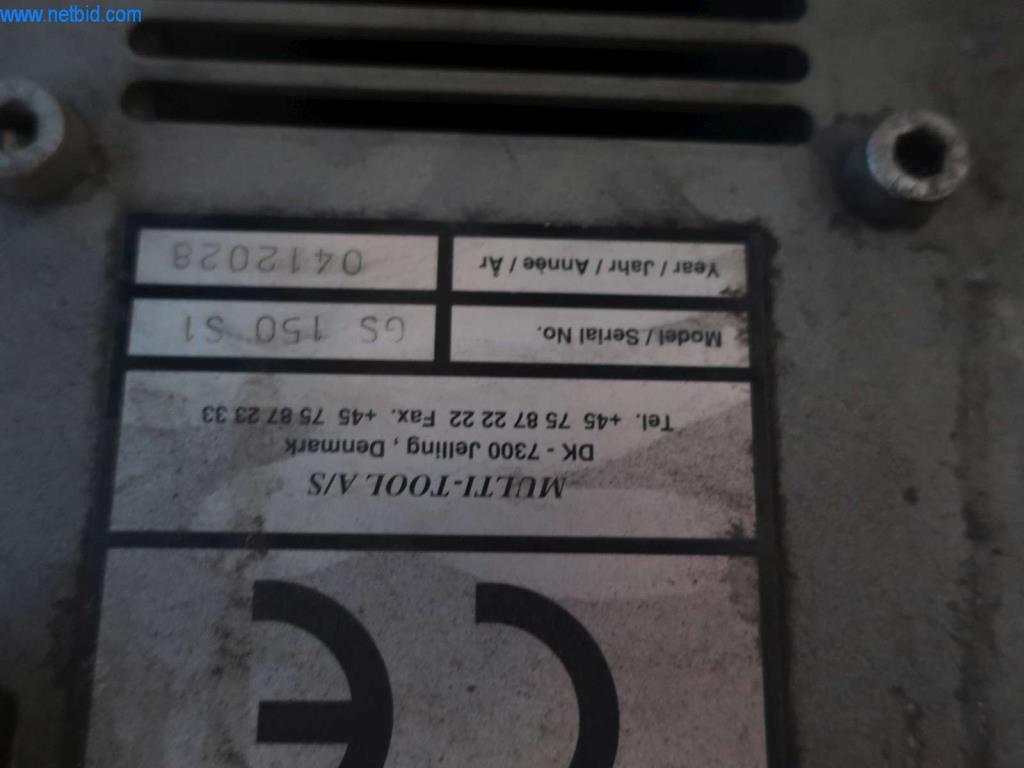 www.netbid.com
CE
MULTI-TOOL A/S
DK - 7300 Jelling , Denmark
Tel. +45 75 87 22 22 Fax. +45 75 87 23 33
Model / Serial No. GS 150 S1
Year / Jahr / Année / År 0412028